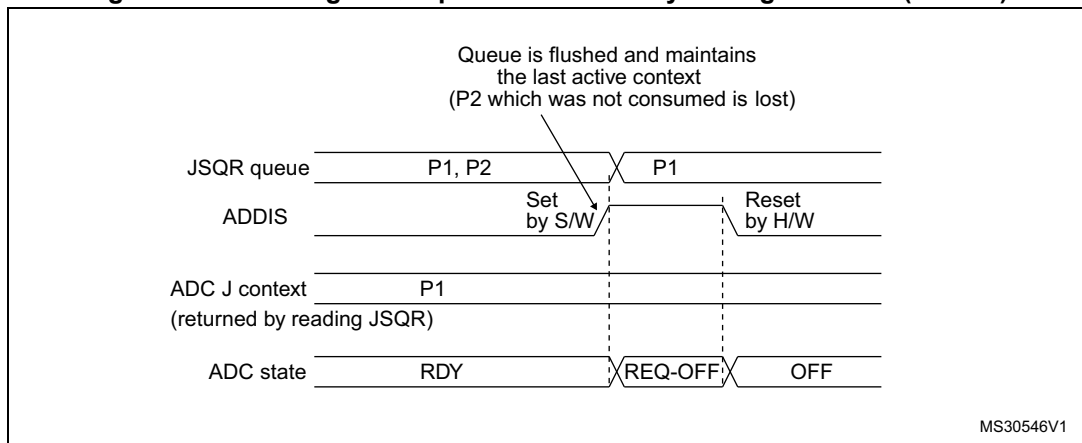 Queue is flushed and maintains
the last active context
(P2 which was not consumed is lost)
JSQR queue
P1, P2
P1
ADDIS
Set
by S/W
Reset
by H/W
ADC J context
(returned by reading JSQR)
P1
ADC state
RDY
REQ-OFF
OFF
MS30546V1